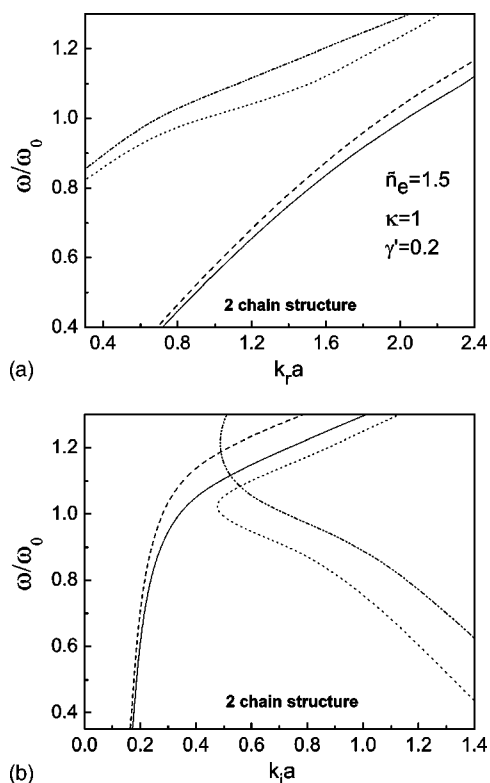 1.2
1.0
0.8
0.6
0.4
ω/ω₀
ñₑ=1.5
κ=1
γ'=0.2
2 chain structure
0.4 0.8 1.2 1.6 2.0 2.4
(a)
kᵣa
1.2
1.0
0.8
0.6
0.4
ω/ω₀
2 chain structure
0.0 0.2 0.4 0.6 0.8 1.0 1.2 1.4
(b)
kᵢa